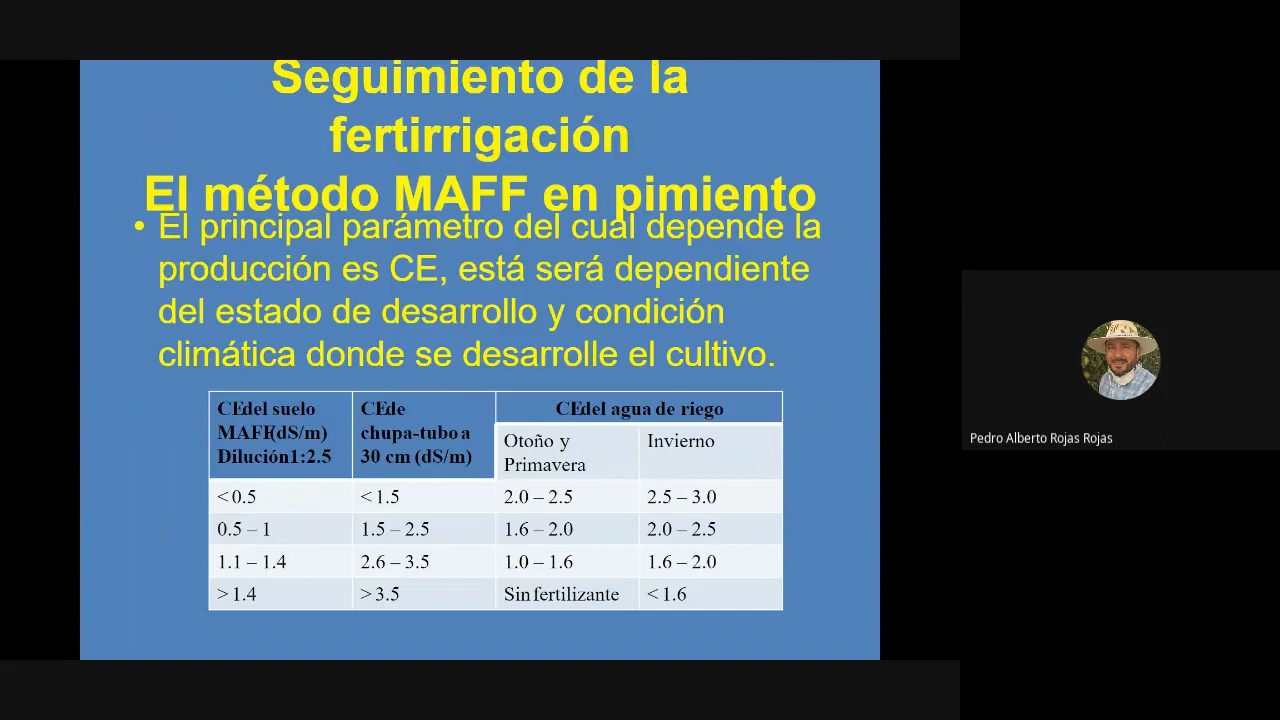 Seguimiento de la
fertirrigación
El método MAFF en pimiento
• El principal parámetro del cual depende la
producción es CE, está será dependiente
del estado de desarrollo y condición
climática donde se desarrolle el cultivo.
CEdel suelo MAFF(dS/m) Dilución1:2.5 CEde chupa-tubo a 30 cm (dS/m) CEdel agua de riego
Otoño y Primavera Invierno
< 0.5 < 1.5 2.0 – 2.5 2.5 – 3.0
0.5 – 1 1.5 – 2.5 1.6 – 2.0 2.0 – 2.5
1.1 – 1.4 2.6 – 3.5 1.0 – 1.6 1.6 – 2.0
> 1.4 > 3.5 Sin fertilizante < 1.6
Pedro Alberto Rojas Rojas